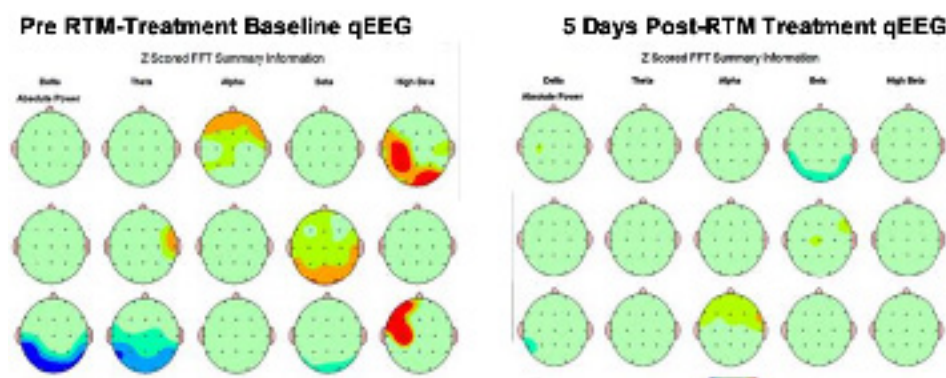 Pre RTM-Treatment Baseline qEEG
Z Scored FFT Summary Information
Delta Theta Alpha Beta High Beta
Absolute Power
5 Days Post-RTM Treatment qEEG
Z Scored FFT Summary Information
Delta Theta Alpha Beta High Beta
Absolute Power